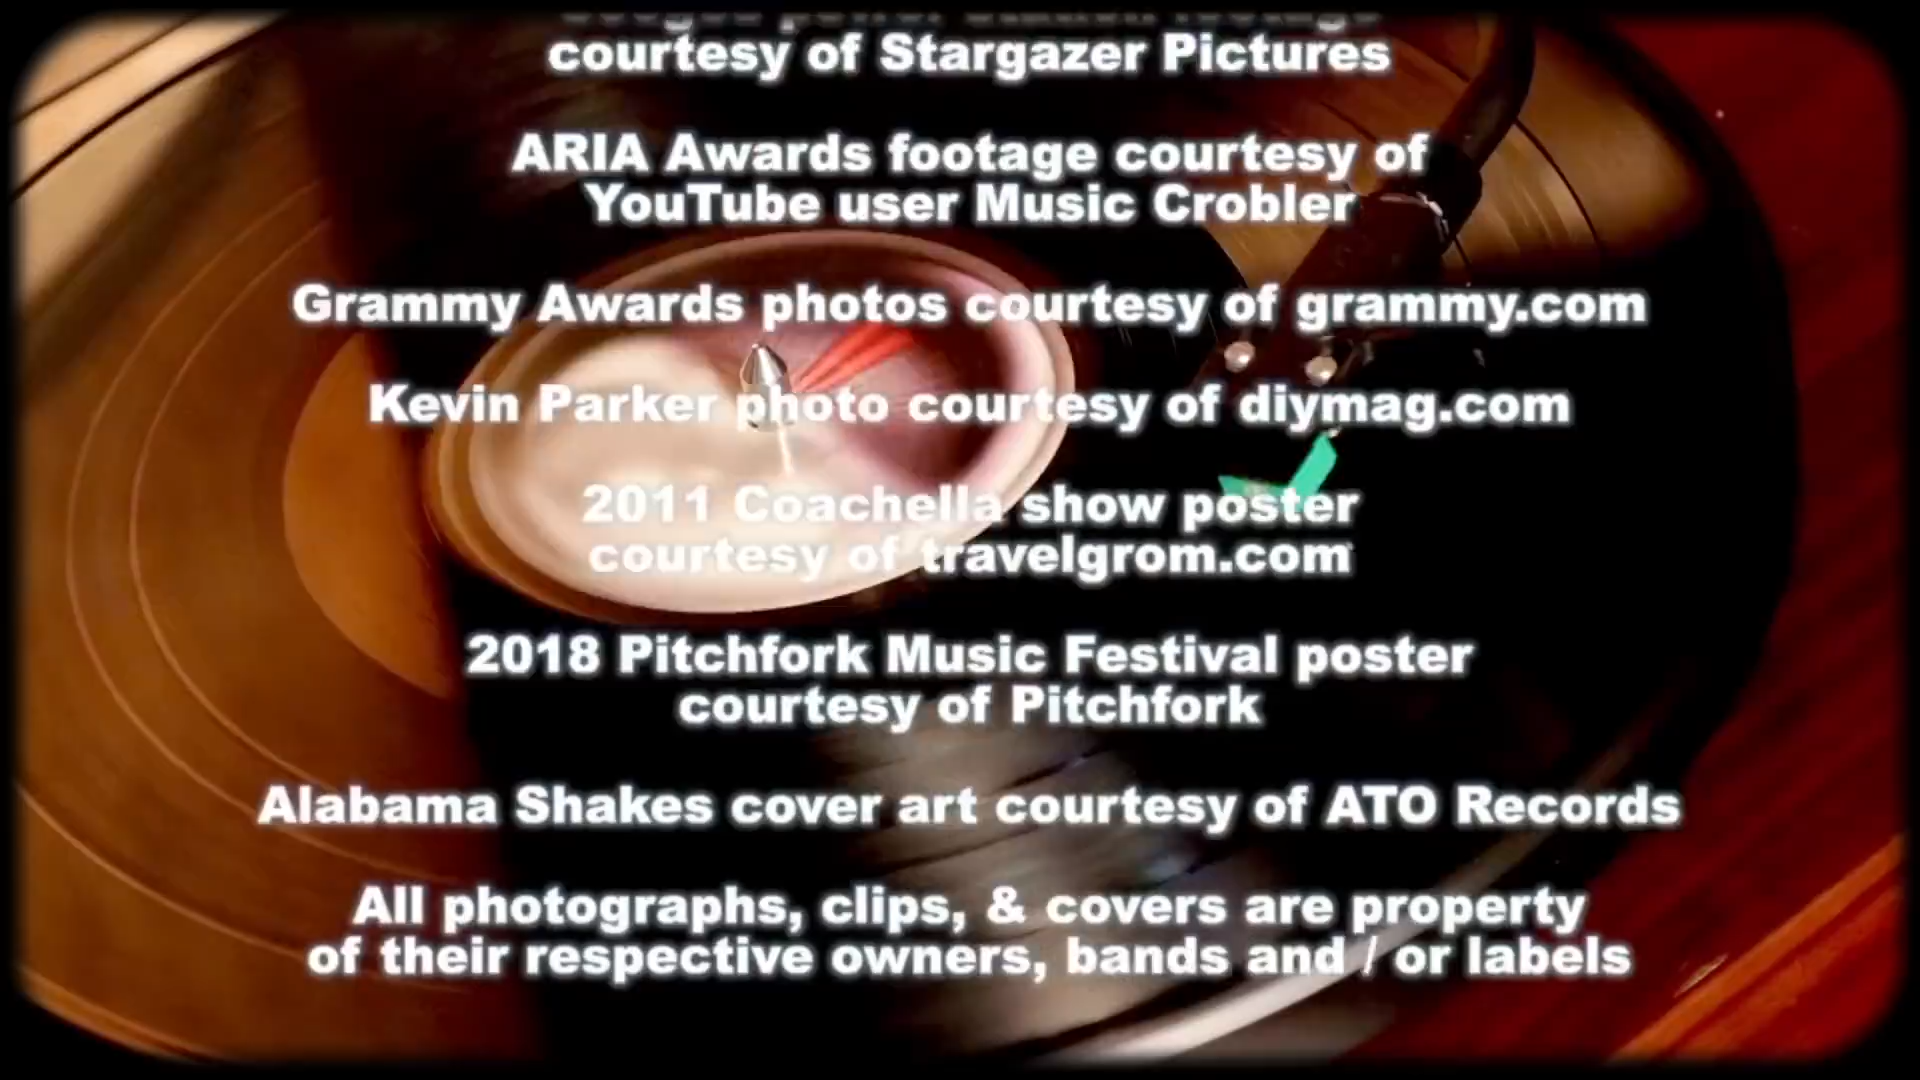 courtesy of Stargazer Pictures
ARIA Awards footage courtesy of
YouTube user Music Crobler
Grammy Awards photos courtesy of grammy.com
Kevin Parker photo courtesy of diymag.com
2011 Coachella show poster
courtesy of travelgrom.com
2018 Pitchfork Music Festival poster
courtesy of Pitchfork
Alabama Shakes cover art courtesy of ATO Records
All photographs, clips, & covers are property
of their respective owners, bands and / or labels